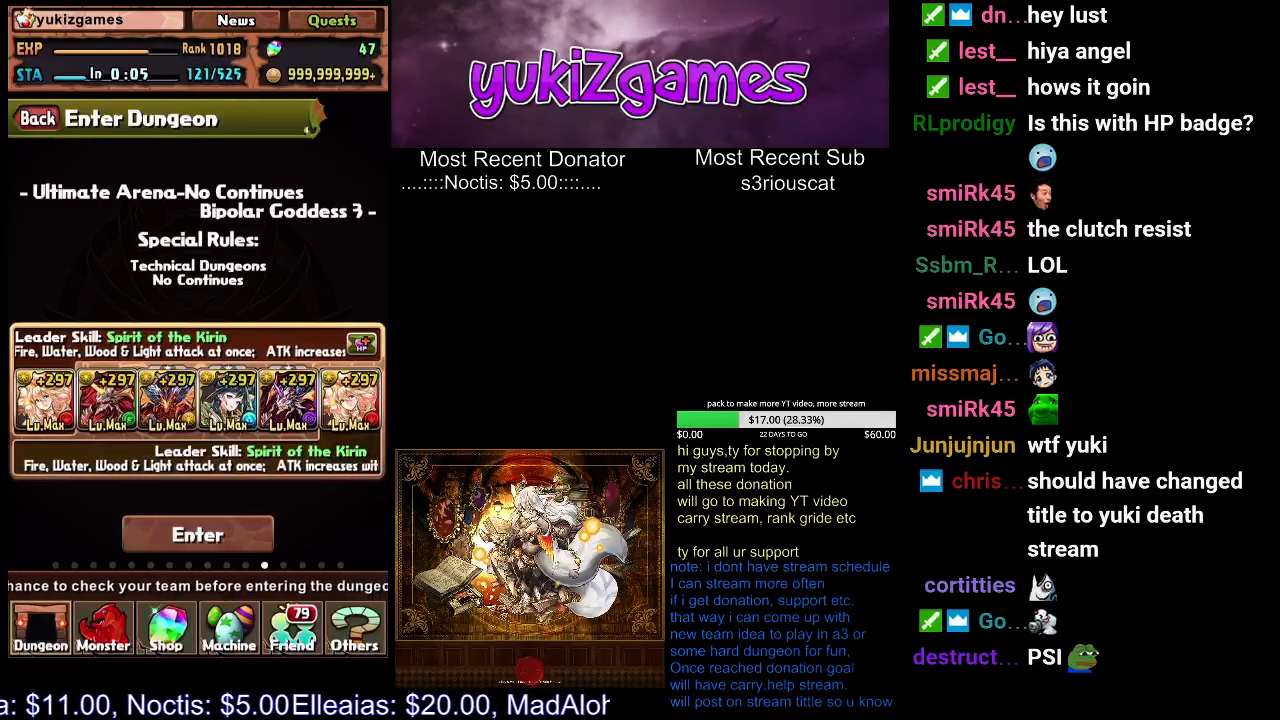 yukizgames
News
Quests
EXP
Rank 1018
47
STA
In 0:05
121/525
999,999,999+
Back
Enter Dungeon
- Ultimate Arena-No Continues
Bipolar Goddess 3 -
Special Rules:
Technical Dungeons
No Continues
Leader Skill: Spirit of the Kirin
Fire, Water, Wood & Light attack at once; ATK increases
HP
+297 +297 +297 +297 +297 +297
Lv.Max Lv.Max Lv.Max Lv.Max Lv.Max Lv.Max
Leader Skill: Spirit of the Kirin
Fire, Water, Wood & Light attack at once; ATK increases wit
Enter
hance to check your team before entering the dungeo
79
Dungeon Monster Shop Machine Friend Others
a: $11.00, Noctis: $5.00Elleaias: $20.00, MadAloh
yukiZgames
Most Recent Donator
....::::Noctis: $5.00::::....
Most Recent Sub
s3riouscat
pack to make more YT video, more stream
$17.00 (28.33%)
$0.00
22 DAYS TO GO
$60.00
hi guys,ty for stopping by
my stream today.
all these donation
will go to making YT video
carry stream, rank gride etc
ty for all ur support
note: i dont have stream schedule
I can stream more often
if i get donation, support etc.
that way i can come up with
new team idea to play in a3 or
some hard dungeon for fun,
Once reached donation goal
will have carry,help stream.
will post on stream tittle so u know
dn... hey lust
lest__ hiya angel
lest__ hows it goin
RLprodigy Is this with HP badge?
smiRk45
smiRk45 the clutch resist
Ssbm_R... LOL
smiRk45
Go...
missmaj...
smiRk45
Junjujnjun wtf yuki
chris... should have changed
title to yuki death
stream
cortitties
Go...
destruct... PSI